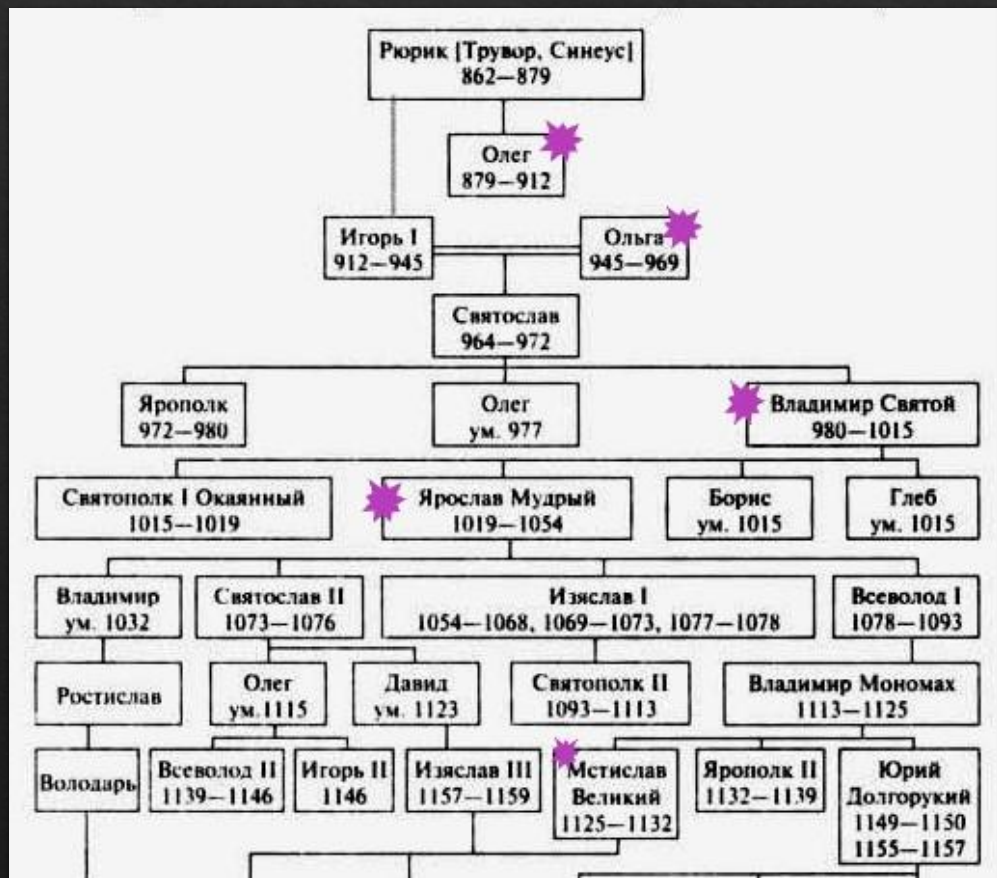 Рюрик [Трувор, Синеус]
862—879
Олег
879—912
Игорь I
912—945
Ольга
945—969
Святослав
964—972
Ярополк
972—980
Олег
ум. 977
Владимир Святой
980—1015
Святополк I Окаянный
1015—1019
Ярослав Мудрый
1019—1054
Борис
ум. 1015
Глеб
ум. 1015
Владимир
ум. 1032
Святослав II
1073—1076
Изяслав I
1054—1068, 1069—1073, 1077—1078
Всеволод I
1078—1093
Ростислав
Олег
ум.1115
Давид
ум. 1123
Святополк II
1093—1113
Владимир Мономах
1113—1125
Володарь
Всеволод II
1139—1146
Игорь II
1146
Изяслав III
1157—1159
Мстислав
Великий
1125—1132
Ярополк II
1132—1139
Юрий
Долгорукий
1149—1150
1155—1157